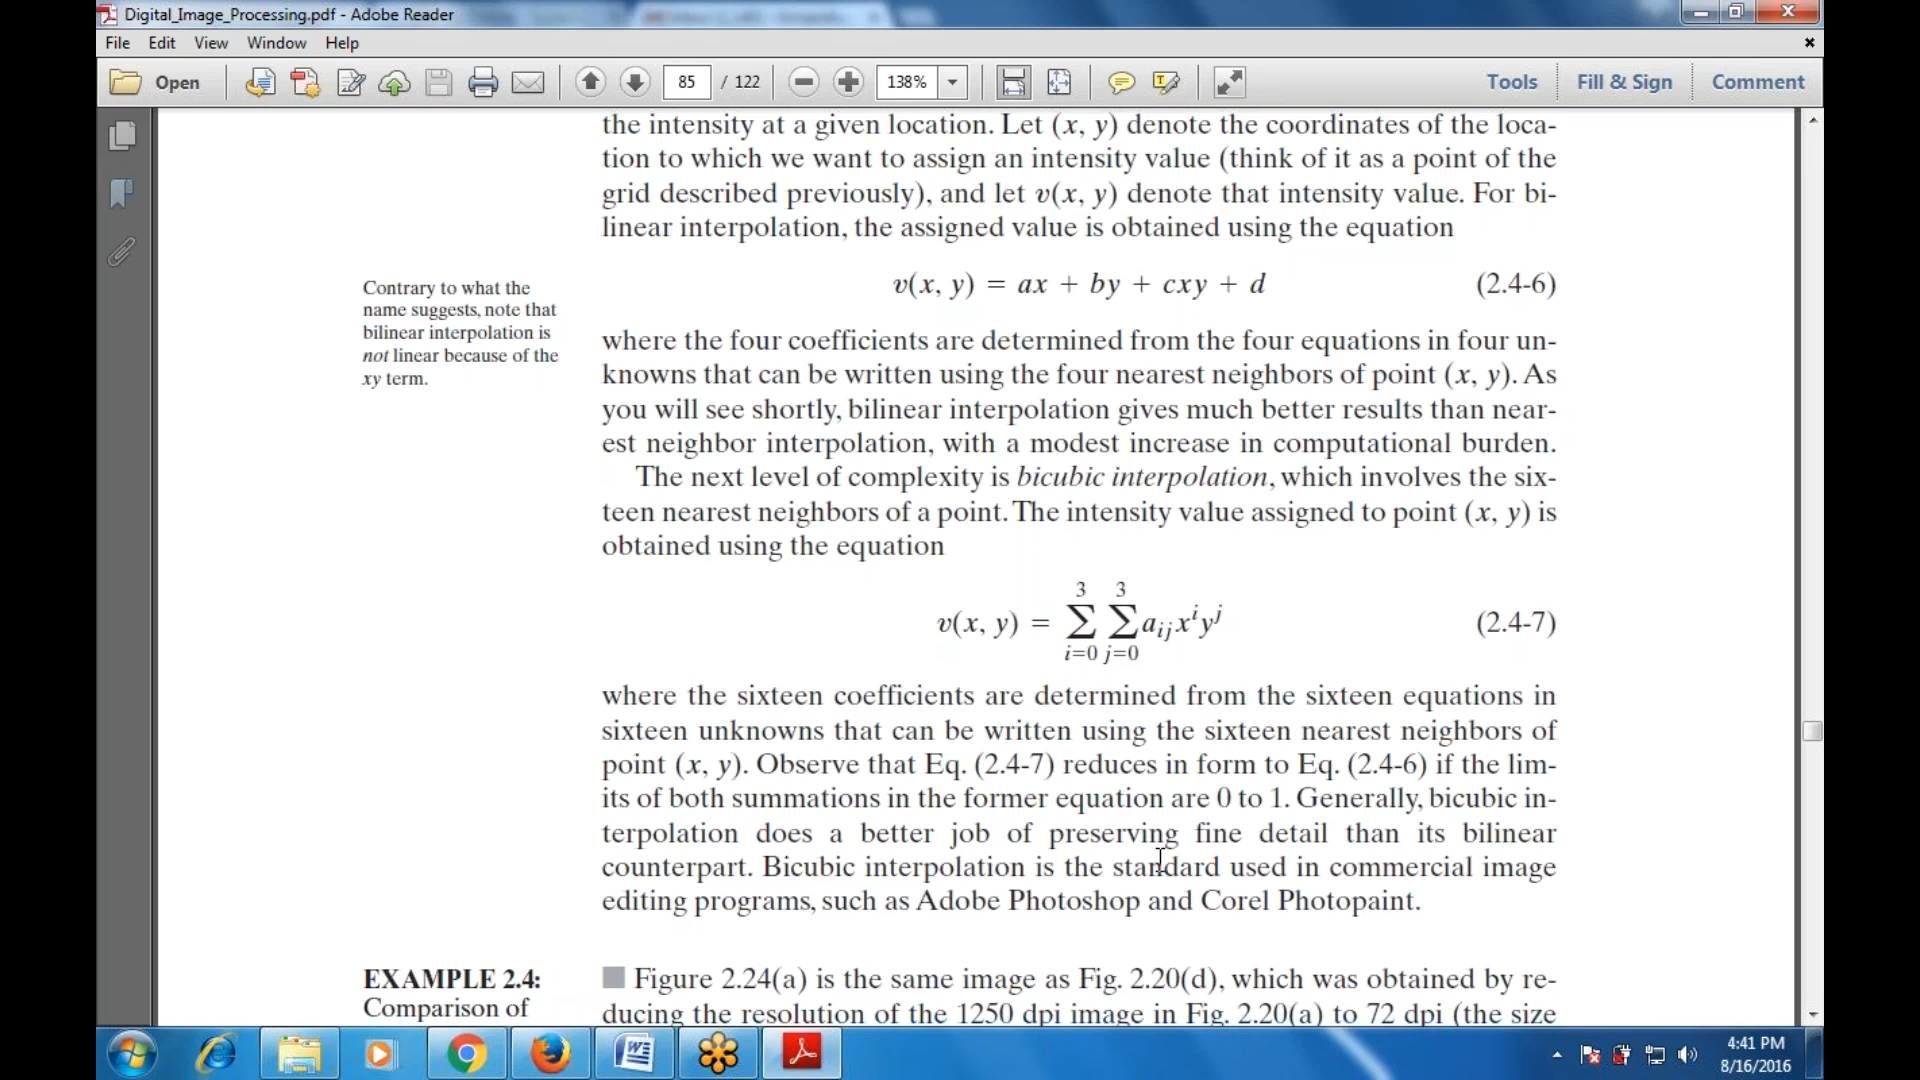 Digital_Image_Processing.pdf - Adobe Reader
File Edit View Window Help
Open 85 / 122 138% Tools Fill & Sign Comment
the intensity at a given location. Let (x, y) denote the coordinates of the loca-
tion to which we want to assign an intensity value (think of it as a point of the
grid described previously), and let v(x, y) denote that intensity value. For bi-
linear interpolation, the assigned value is obtained using the equation
v(x, y) = ax + by + cxy + d (2.4-6)
Contrary to what the
name suggests, note that
bilinear interpolation is
not linear because of the
xy term.
where the four coefficients are determined from the four equations in four un-
knowns that can be written using the four nearest neighbors of point (x, y). As
you will see shortly, bilinear interpolation gives much better results than near-
est neighbor interpolation, with a modest increase in computational burden.
The next level of complexity is bicubic interpolation, which involves the six-
teen nearest neighbors of a point. The intensity value assigned to point (x, y) is
obtained using the equation
3 3
v(x, y) = ∑ ∑ aᵢⱼxⁱyʲ (2.4-7)
i=0 j=0
where the sixteen coefficients are determined from the sixteen equations in
sixteen unknowns that can be written using the sixteen nearest neighbors of
point (x, y). Observe that Eq. (2.4-7) reduces in form to Eq. (2.4-6) if the lim-
its of both summations in the former equation are 0 to 1. Generally, bicubic in-
terpolation does a better job of preserving fine detail than its bilinear
counterpart. Bicubic interpolation is the standard used in commercial image
editing programs, such as Adobe Photoshop and Corel Photopaint.
EXAMPLE 2.4:
Comparison of
Figure 2.24(a) is the same image as Fig. 2.20(d), which was obtained by re-
ducing the resolution of the 1250 dpi image in Fig. 2.20(a) to 72 dpi (the size
4:41 PM
8/16/2016